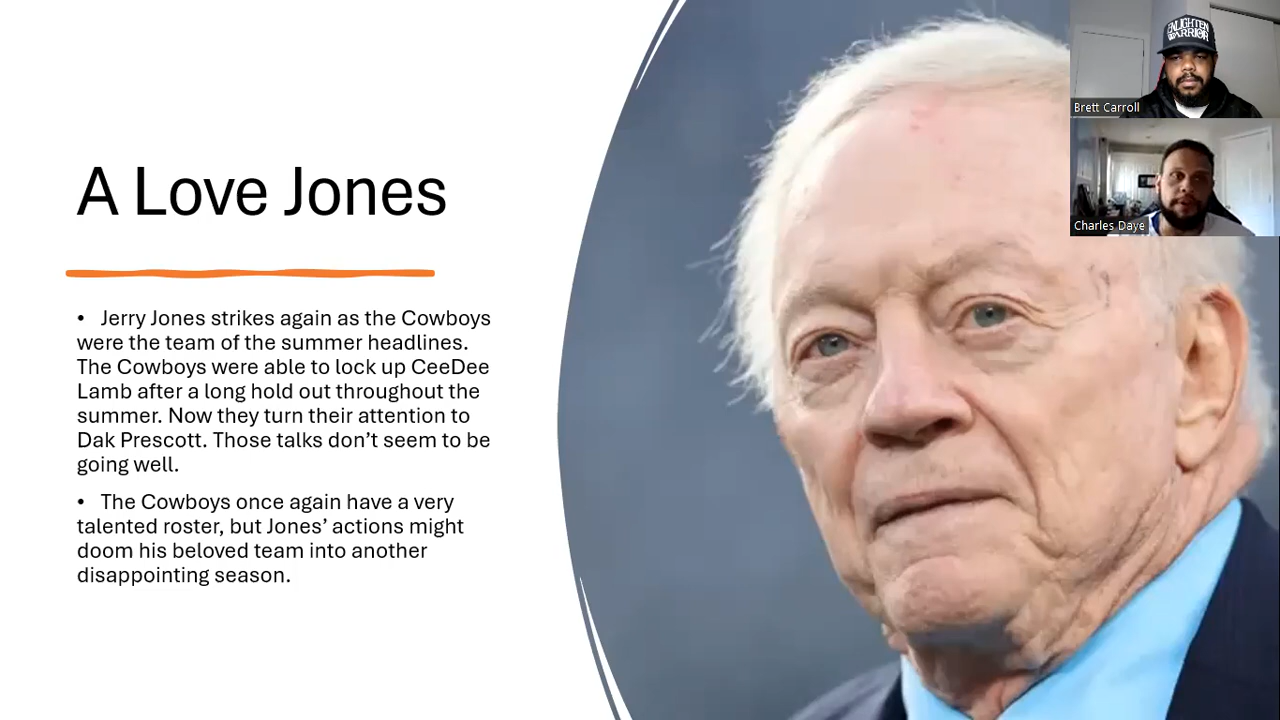 ENLIGHTEN
WARRIOR
Brett Carroll
Charles Daye
A Love Jones
• Jerry Jones strikes again as the Cowboys
were the team of the summer headlines.
The Cowboys were able to lock up CeeDee
Lamb after a long hold out throughout the
summer. Now they turn their attention to
Dak Prescott. Those talks don’t seem to be
going well.
• The Cowboys once again have a very
talented roster, but Jones’ actions might
doom his beloved team into another
disappointing season.